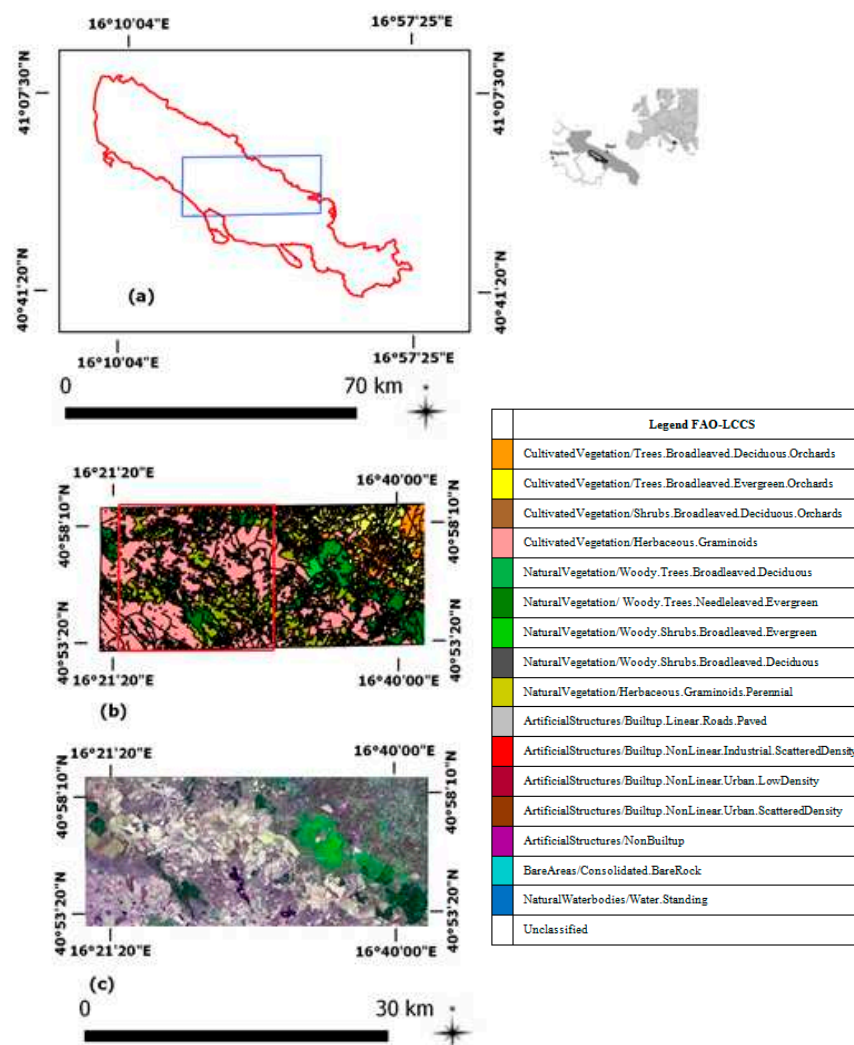 16°10'04"E
16°57'25"E
41°07'30"N
41°07'30"N
40°41'20"N
40°41'20"N
(a)
16°10'04"E
16°57'25"E
0
70 km
16°21'20"E
16°40'00"E
40°58'10"N
40°58'10"N
40°53'20"N
40°53'20"N
16°21'20"E
16°40'00"E
(b)
16°21'20"E
16°40'00"E
40°58'10"N
40°58'10"N
40°53'20"N
40°53'20"N
16°21'20"E
16°40'00"E
(c)
0
30 km
Legend FAO-LCCS
CultivatedVegetation/Trees.Broadleaved.Deciduous.Orchards
CultivatedVegetation/Trees.Broadleaved.Evergreen.Orchards
CultivatedVegetation/Shrubs.Broadleaved.Deciduous.Orchards
CultivatedVegetation/Herbaceous.Graminoids
NaturalVegetation/Woody.Trees.Broadleaved.Deciduous
NaturalVegetation/ Woody.Trees.Needleleaved.Evergreen
NaturalVegetation/Woody.Shrubs.Broadleaved.Evergreen
NaturalVegetation/Woody.Shrubs.Broadleaved.Deciduous
NaturalVegetation/Herbaceous.Graminoids.Perennial
ArtificialStructures/Builtup.Linear.Roads.Paved
ArtificialStructures/Builtup.NonLinear.Industrial.ScatteredDensity
ArtificialStructures/Builtup.NonLinear.Urban.LowDensity
ArtificialStructures/Builtup.NonLinear.Urban.ScatteredDensity
ArtificialStructures/NonBuiltup
BareAreas/Consolidated.BareRock
NaturalWaterbodies/Water.Standing
Unclassified